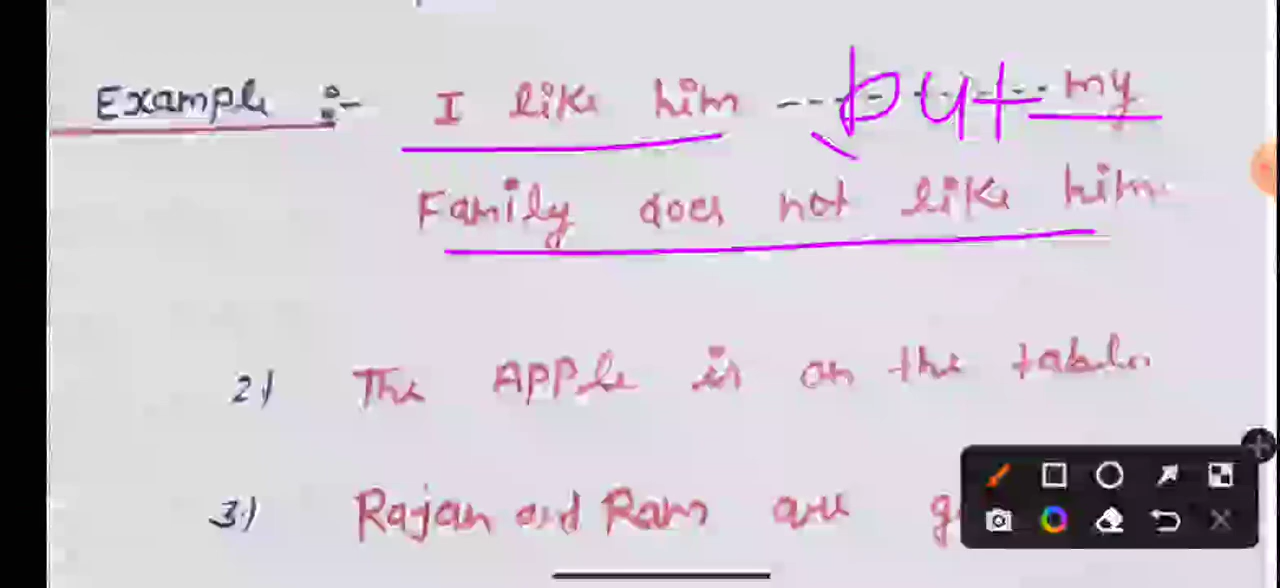 Example :- I like him ---but--- my
Family does not like him.
2) The Apple is on the table.
3) Rajan and Ram are